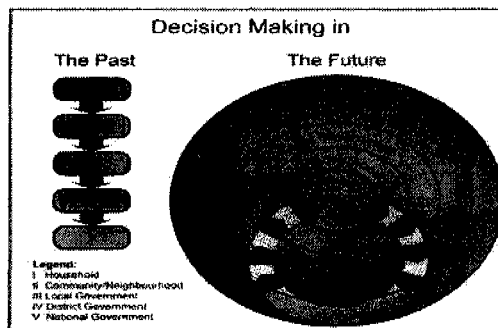 Decision Making in
The Past
The Future
Legend:
I Household
II Community/Neighbourhood
III Local Government
IV District Government
V National Government